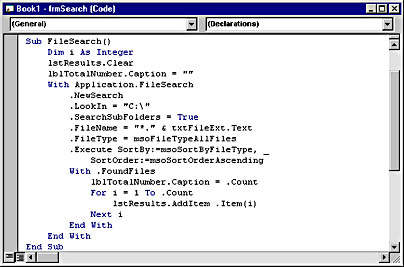 Book1 - frmSearch (Code)
(General) (Declarations)
Sub FileSearch()
    Dim i As Integer
    lstResults.Clear
    lblTotalNumber.Caption = ""
    With Application.FileSearch
        .NewSearch
        .LookIn = "C:\"
        .SearchSubFolders = True
        .FileName = "*." & txtFileExt.Text
        .FileType = msoFileTypeAllFiles
        .Execute SortBy:=msoSortByFileType, _
            SortOrder:=msoSortOrderAscending
        With .FoundFiles
            lblTotalNumber.Caption = .Count
            For i = 1 To .Count
                lstResults.AddItem .Item(i)
            Next i
        End With
    End With
End Sub